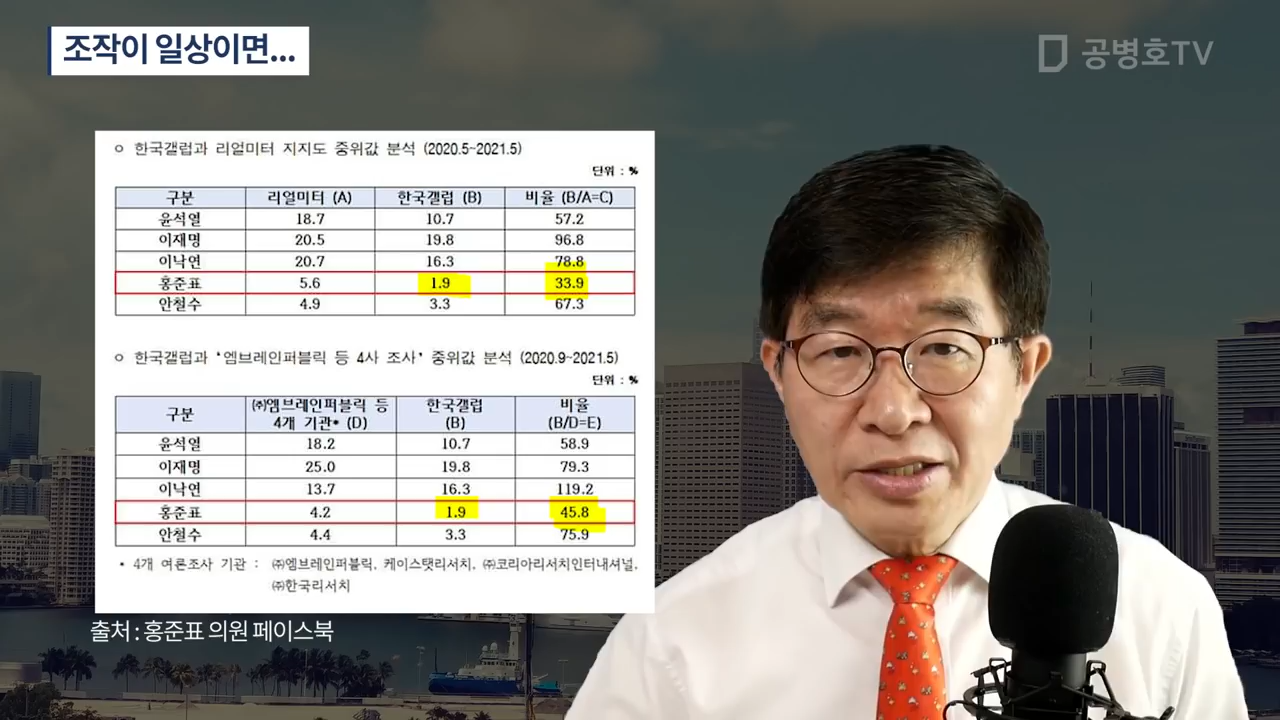 조작이 일상이면...
공병호TV
ㅇ 한국갤럽과 리얼미터 지지도 중위값 분석 (2020.5~2021.5)
단위 : %
구분 리얼미터 (A) 한국갤럽 (B) 비율 (B/A=C)
윤석열 18.7 10.7 57.2
이재명 20.5 19.8 96.8
이낙연 20.7 16.3 78.8
홍준표 5.6 1.9 33.9
안철수 4.9 3.3 67.3
ㅇ 한국갤럽과 '엠브레인퍼블릭 등 4사 조사' 중위값 분석 (2020.9~2021.5)
단위 : %
구분 ㈜엠브레인퍼블릭 등 4개 기관* (D) 한국갤럽 (B) 비율 (B/D=E)
윤석열 18.2 10.7 58.9
이재명 25.0 19.8 79.3
이낙연 13.7 16.3 119.2
홍준표 4.2 1.9 45.8
안철수 4.4 3.3 75.9
* 4개 여론조사 기관 : ㈜엠브레인퍼블릭, 케이스탯리서치, ㈜코리아리서치인터내셔널,
㈜한국리서치
출처 : 홍준표 의원 페이스북